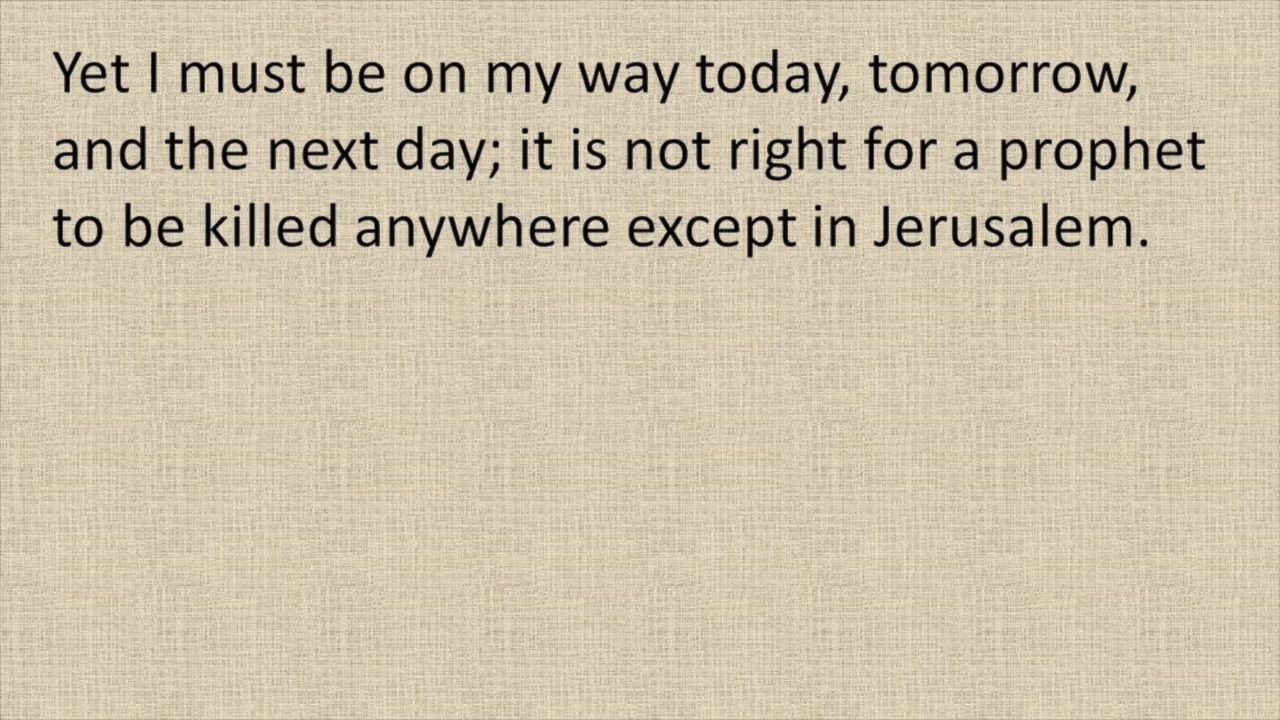 Yet I must be on my way today, tomorrow,
and the next day; it is not right for a prophet
to be killed anywhere except in Jerusalem.